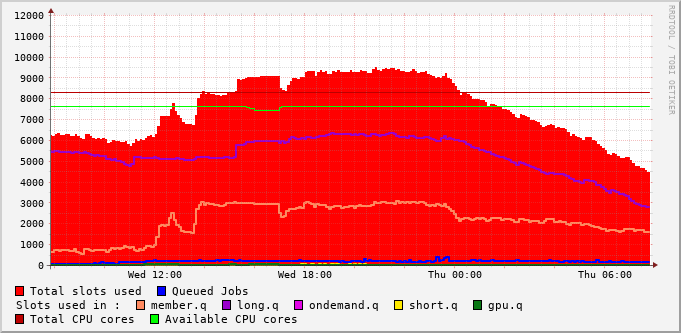 12000
11000
10000
9000
8000
7000
6000
5000
4000
3000
2000
1000
0
Wed 12:00 Wed 18:00 Thu 00:00 Thu 06:00
Total slots used Queued Jobs
Slots used in : member.q long.q ondemand.q short.q gpu.q
Total CPU cores Available CPU cores
RRDTOOL / TOBI OETIKER